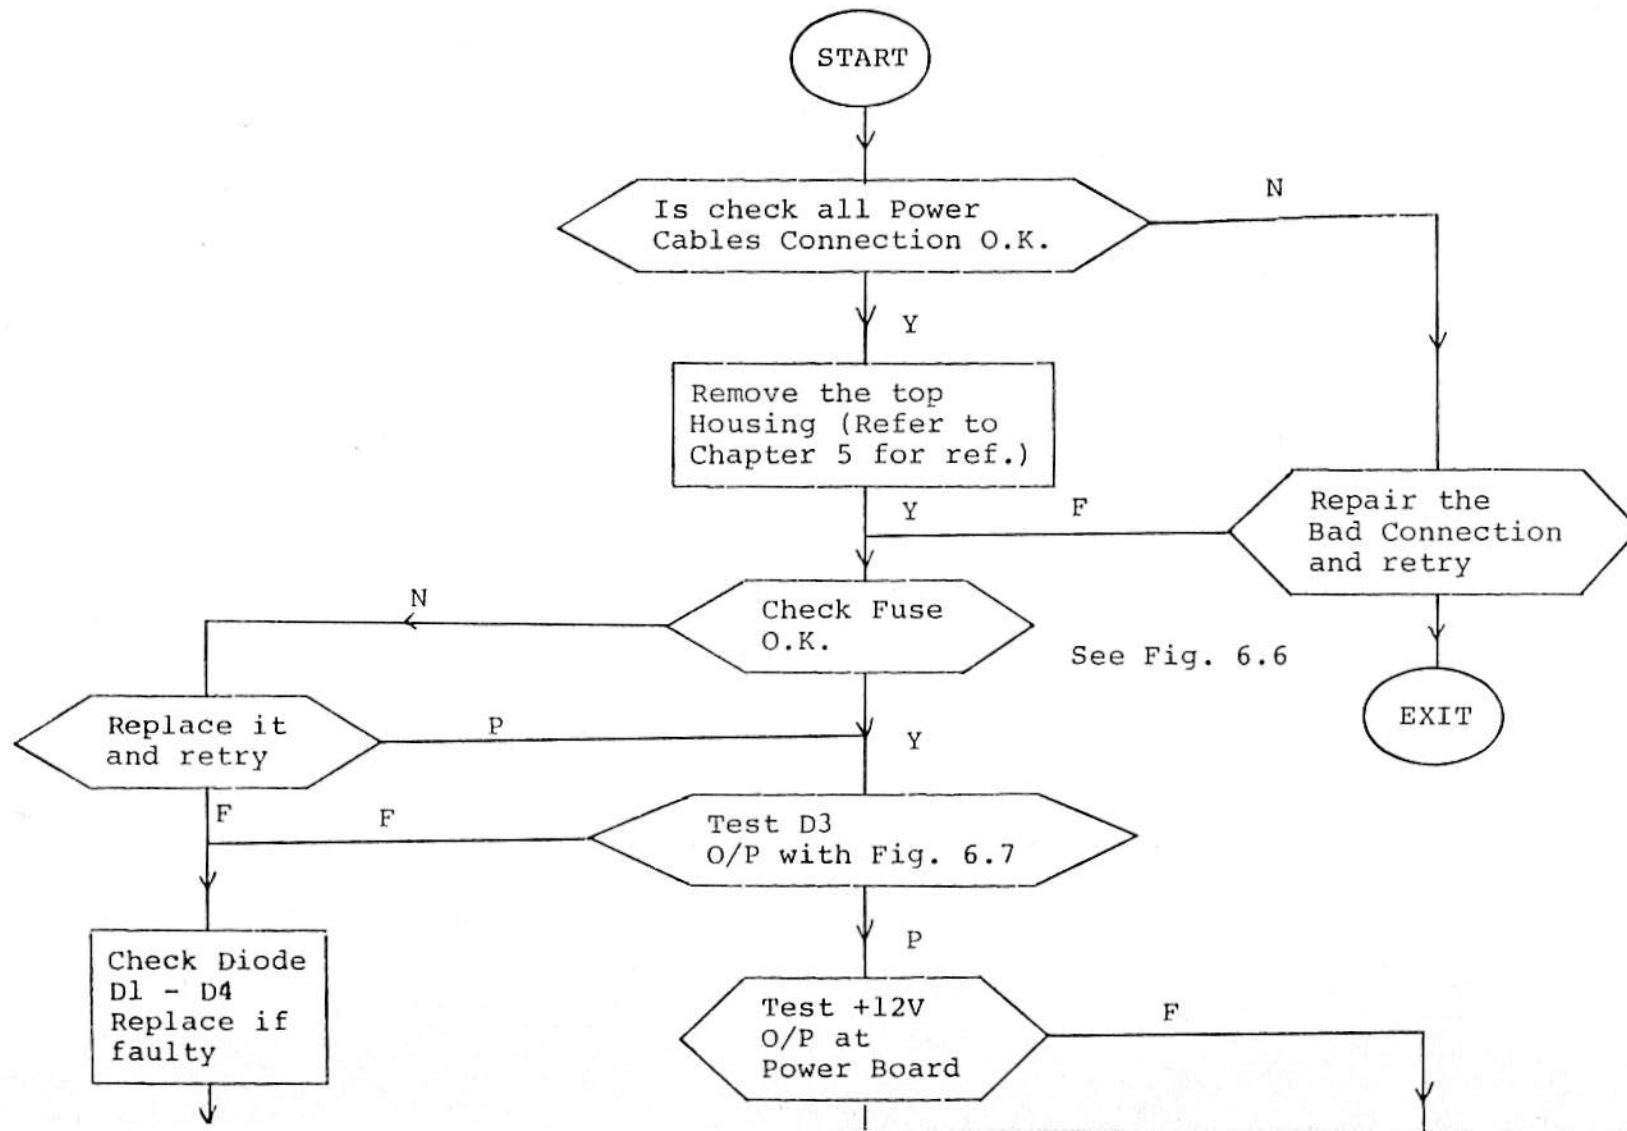 START
Is check all Power
Cables Connection O.K.
N
Y
Remove the top
Housing (Refer to
Chapter 5 for ref.)
Y
F
Repair the
Bad Connection
and retry
N
Check Fuse
O.K.
See Fig. 6.6
EXIT
Replace it
and retry
P
Y
F
F
Test D3
O/P with Fig. 6.7
P
Check Diode
D1 - D4
Replace if
faulty
Test +12V
O/P at
Power Board
F